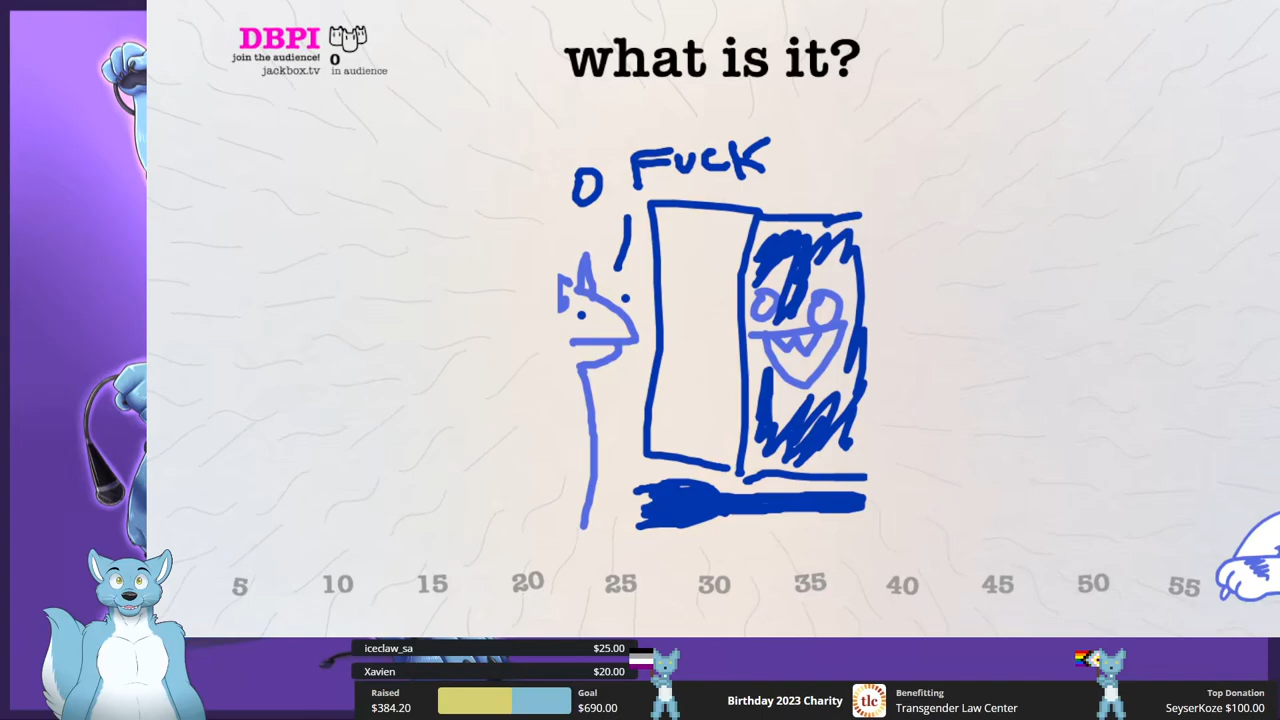 DBPI
join the audience!
jackbox.tv
0
in audience
what is it?
O FUCK
!
5 10 15 20 25 30 35 40 45 50 55
iceclaw_sa $25.00
Xavien $20.00
Raised
$384.20
Goal
$690.00
Birthday 2023 Charity
tlc
Benefitting
Transgender Law Center
Top Donation
SeyserKoze $100.00